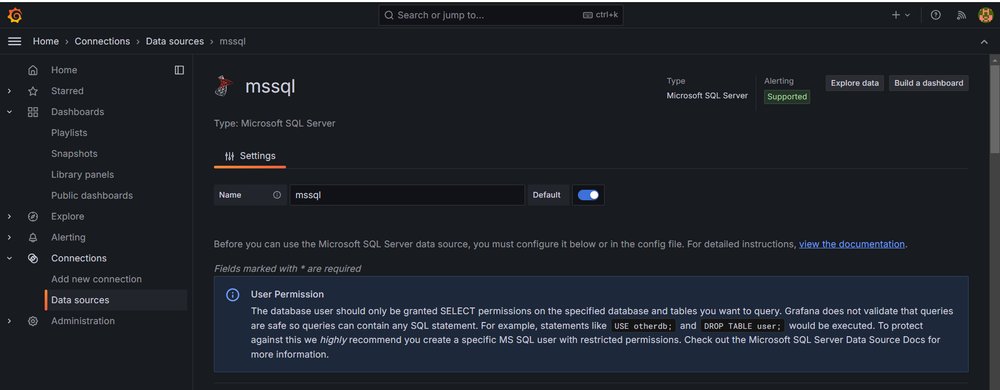 Search or jump to...
ctrl+k
Home > Connections > Data sources > mssql
Home
Starred
Dashboards
Playlists
Snapshots
Library panels
Public dashboards
Explore
Alerting
Connections
Add new connection
Data sources
Administration
mssql
Type
Microsoft SQL Server
Alerting
Supported
Explore data
Build a dashboard
Type: Microsoft SQL Server
Settings
Name
mssql
Default
Before you can use the Microsoft SQL Server data source, you must configure it below or in the config file. For detailed instructions, view the documentation.
Fields marked with * are required
User Permission
The database user should only be granted SELECT permissions on the specified database and tables you want to query. Grafana does not validate that queries
are safe so queries can contain any SQL statement. For example, statements like USE otherdb; and DROP TABLE user; would be executed. To protect
against this we highly recommend you create a specific MS SQL user with restricted permissions. Check out the Microsoft SQL Server Data Source Docs for
more information.